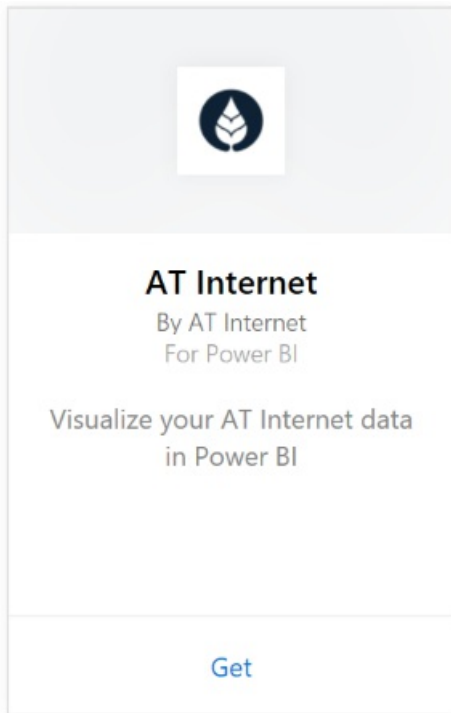 AT Internet
By AT Internet
For Power BI
Visualize your AT Internet data
in Power BI
Get